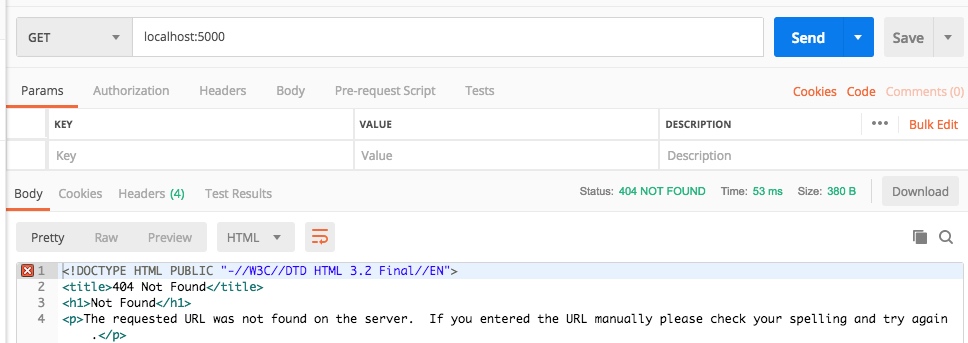 GET localhost:5000 Send Save
Params Authorization Headers Body Pre-request Script Tests Cookies Code Comments (0)
KEY VALUE DESCRIPTION ••• Bulk Edit
Key Value Description
Body Cookies Headers (4) Test Results Status: 404 NOT FOUND Time: 53 ms Size: 380 B Download
Pretty Raw Preview HTML
1 <!DOCTYPE HTML PUBLIC "-//W3C//DTD HTML 3.2 Final//EN">
2 <title>404 Not Found</title>
3 <h1>Not Found</h1>
4 <p>The requested URL was not found on the server.  If you entered the URL manually please check your spelling and try again
.</p>